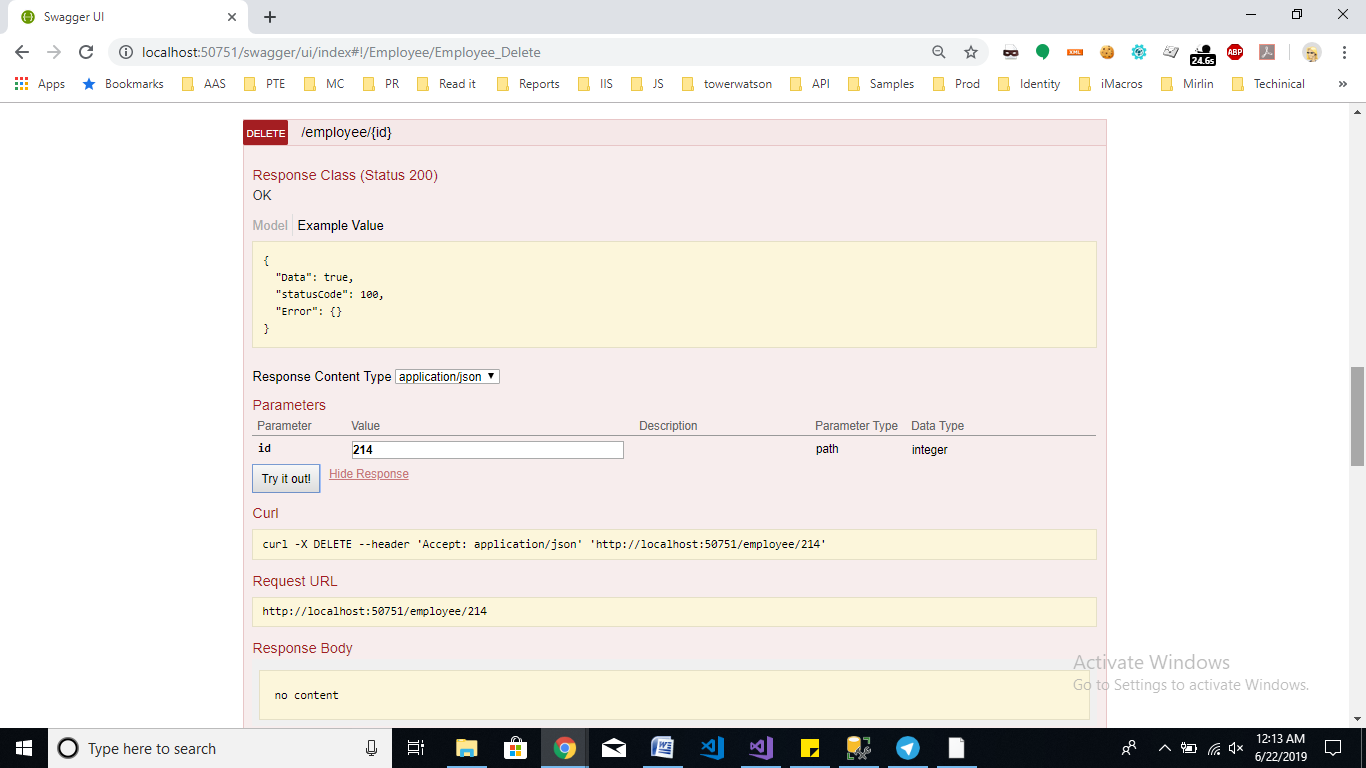 Swagger UI
localhost:50751/swagger/ui/index#!/Employee/Employee_Delete
XML
24.6s
ABP
Apps Bookmarks AAS PTE MC PR Read it Reports IIS JS towerwatson API Samples Prod Identity iMacros Mirlin Techinical »
DELETE /employee/{id}
Response Class (Status 200)
OK
Model Example Value
{
"Data": true,
"statusCode": 100,
"Error": {}
}
Response Content Type application/json
Parameters
Parameter Value Description Parameter Type Data Type
id 214 path integer
Try it out! Hide Response
Curl
curl -X DELETE --header 'Accept: application/json' 'http://localhost:50751/employee/214'
Request URL
http://localhost:50751/employee/214
Response Body
no content
Activate Windows
Go to Settings to activate Windows.
Type here to search
12:13 AM
6/22/2019